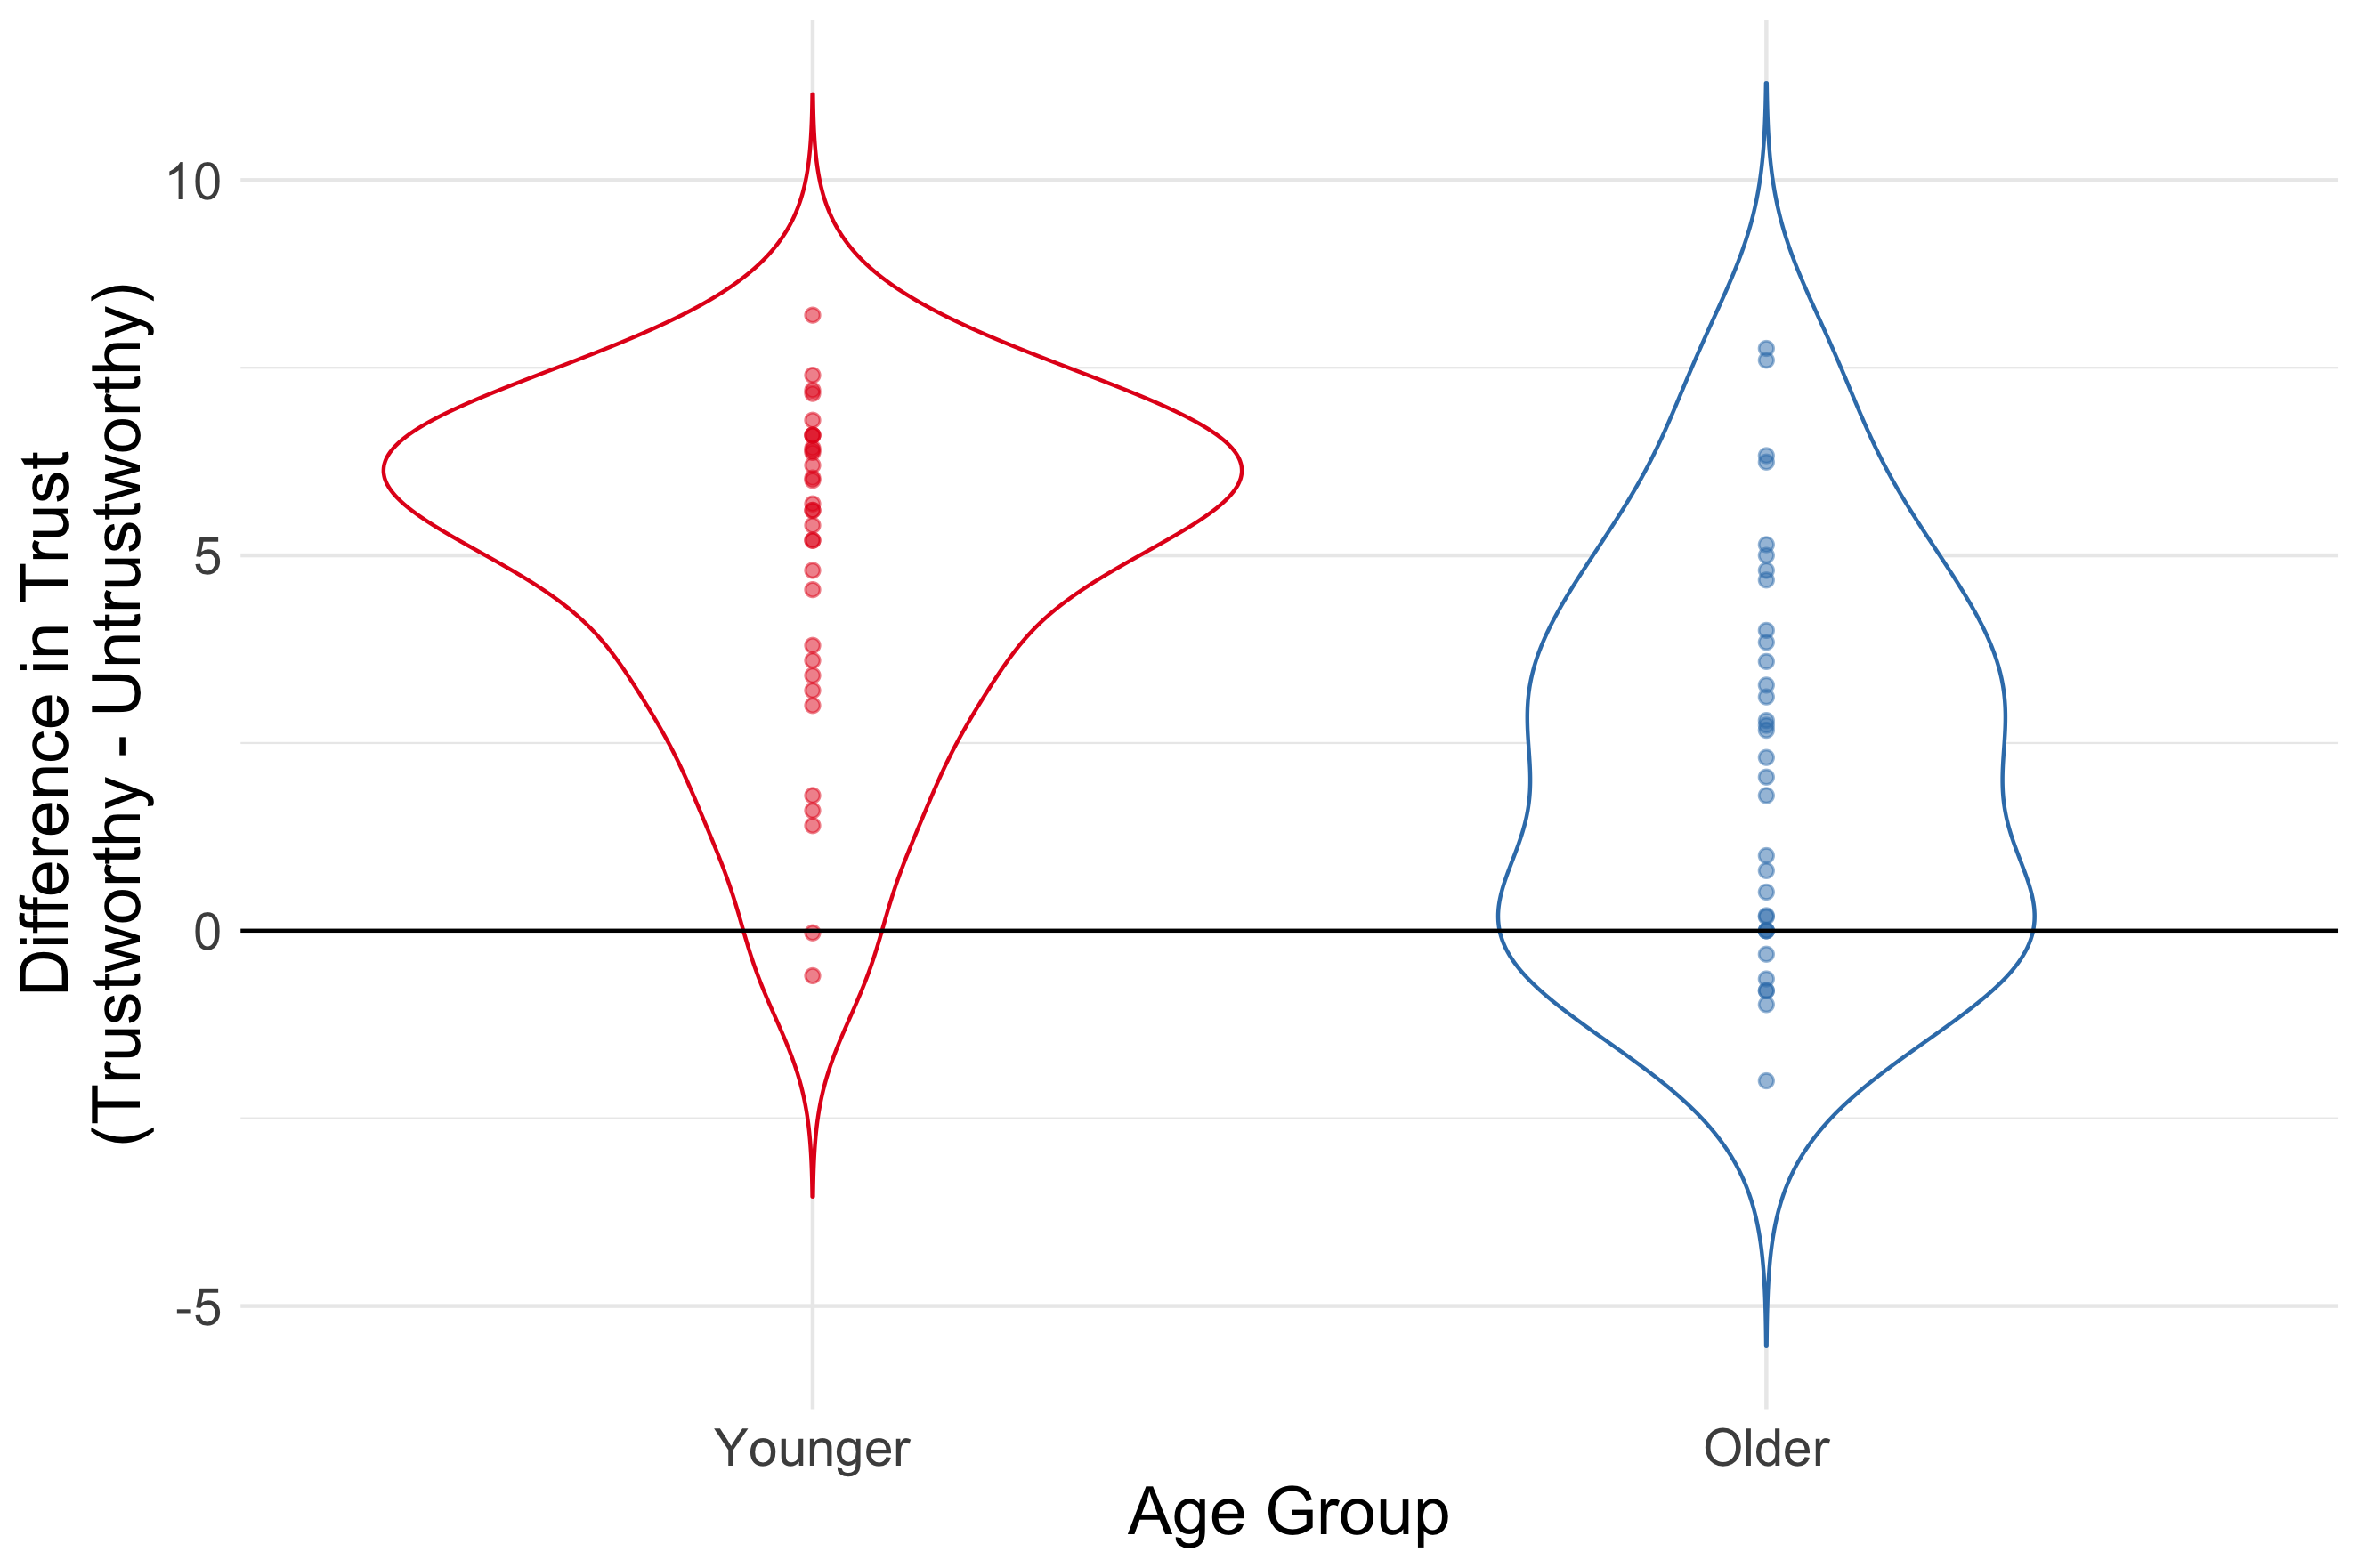 Difference in Trust
(Trustworthy - Untrustworthy)
10
5
0
-5
Younger
Older
Age Group